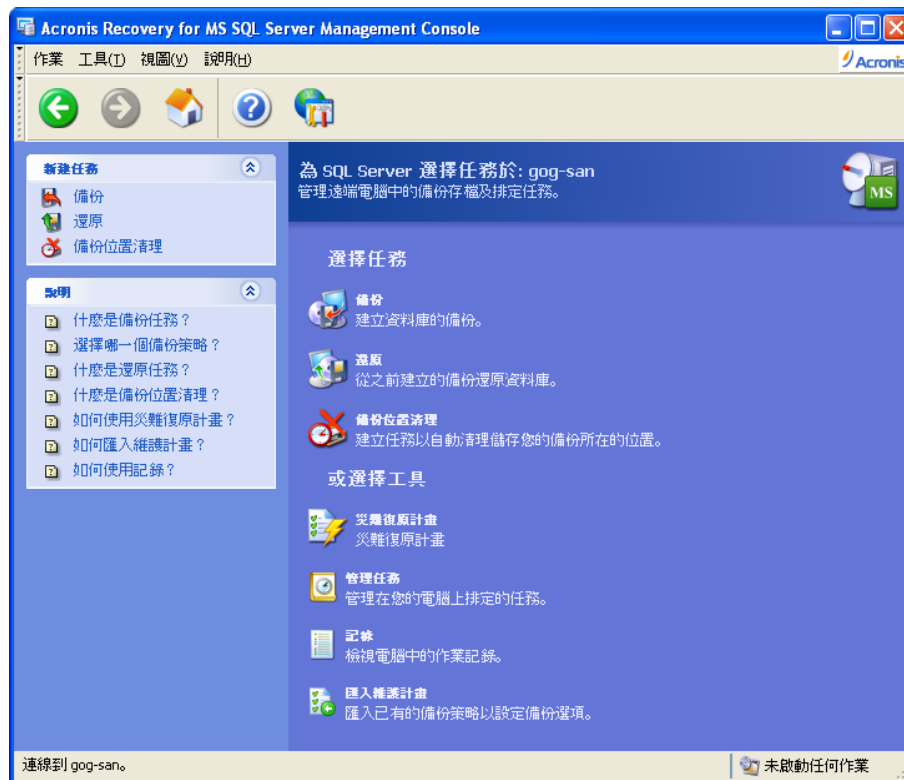 Acronis Recovery for MS SQL Server Management Console
作業 工具(T) 視圖(V) 說明(H)
Acronis
新建任務
備份
還原
備份位置清理
說明
什麼是備份任務？
選擇哪一個備份策略？
什麼是還原任務？
什麼是備份位置清理？
如何使用災難復原計畫？
如何匯入維護計畫？
如何使用記錄？
為 SQL Server 選擇任務於: gog-san
管理遠端電腦中的備份存檔及排定任務。
MS
選擇任務
備份
建立資料庫的備份。
還原
從之前建立的備份還原資料庫。
備份位置清理
建立任務以自動清理儲存您的備份所在的位置。
或選擇工具
災難復原計畫
災難復原計畫
管理任務
管理在您的電腦上排定的任務。
記錄
檢視電腦中的作業記錄。
匯入維護計畫
匯入已有的備份策略以設定備份選項。
連線到 gog-san。
未啟動任何作業